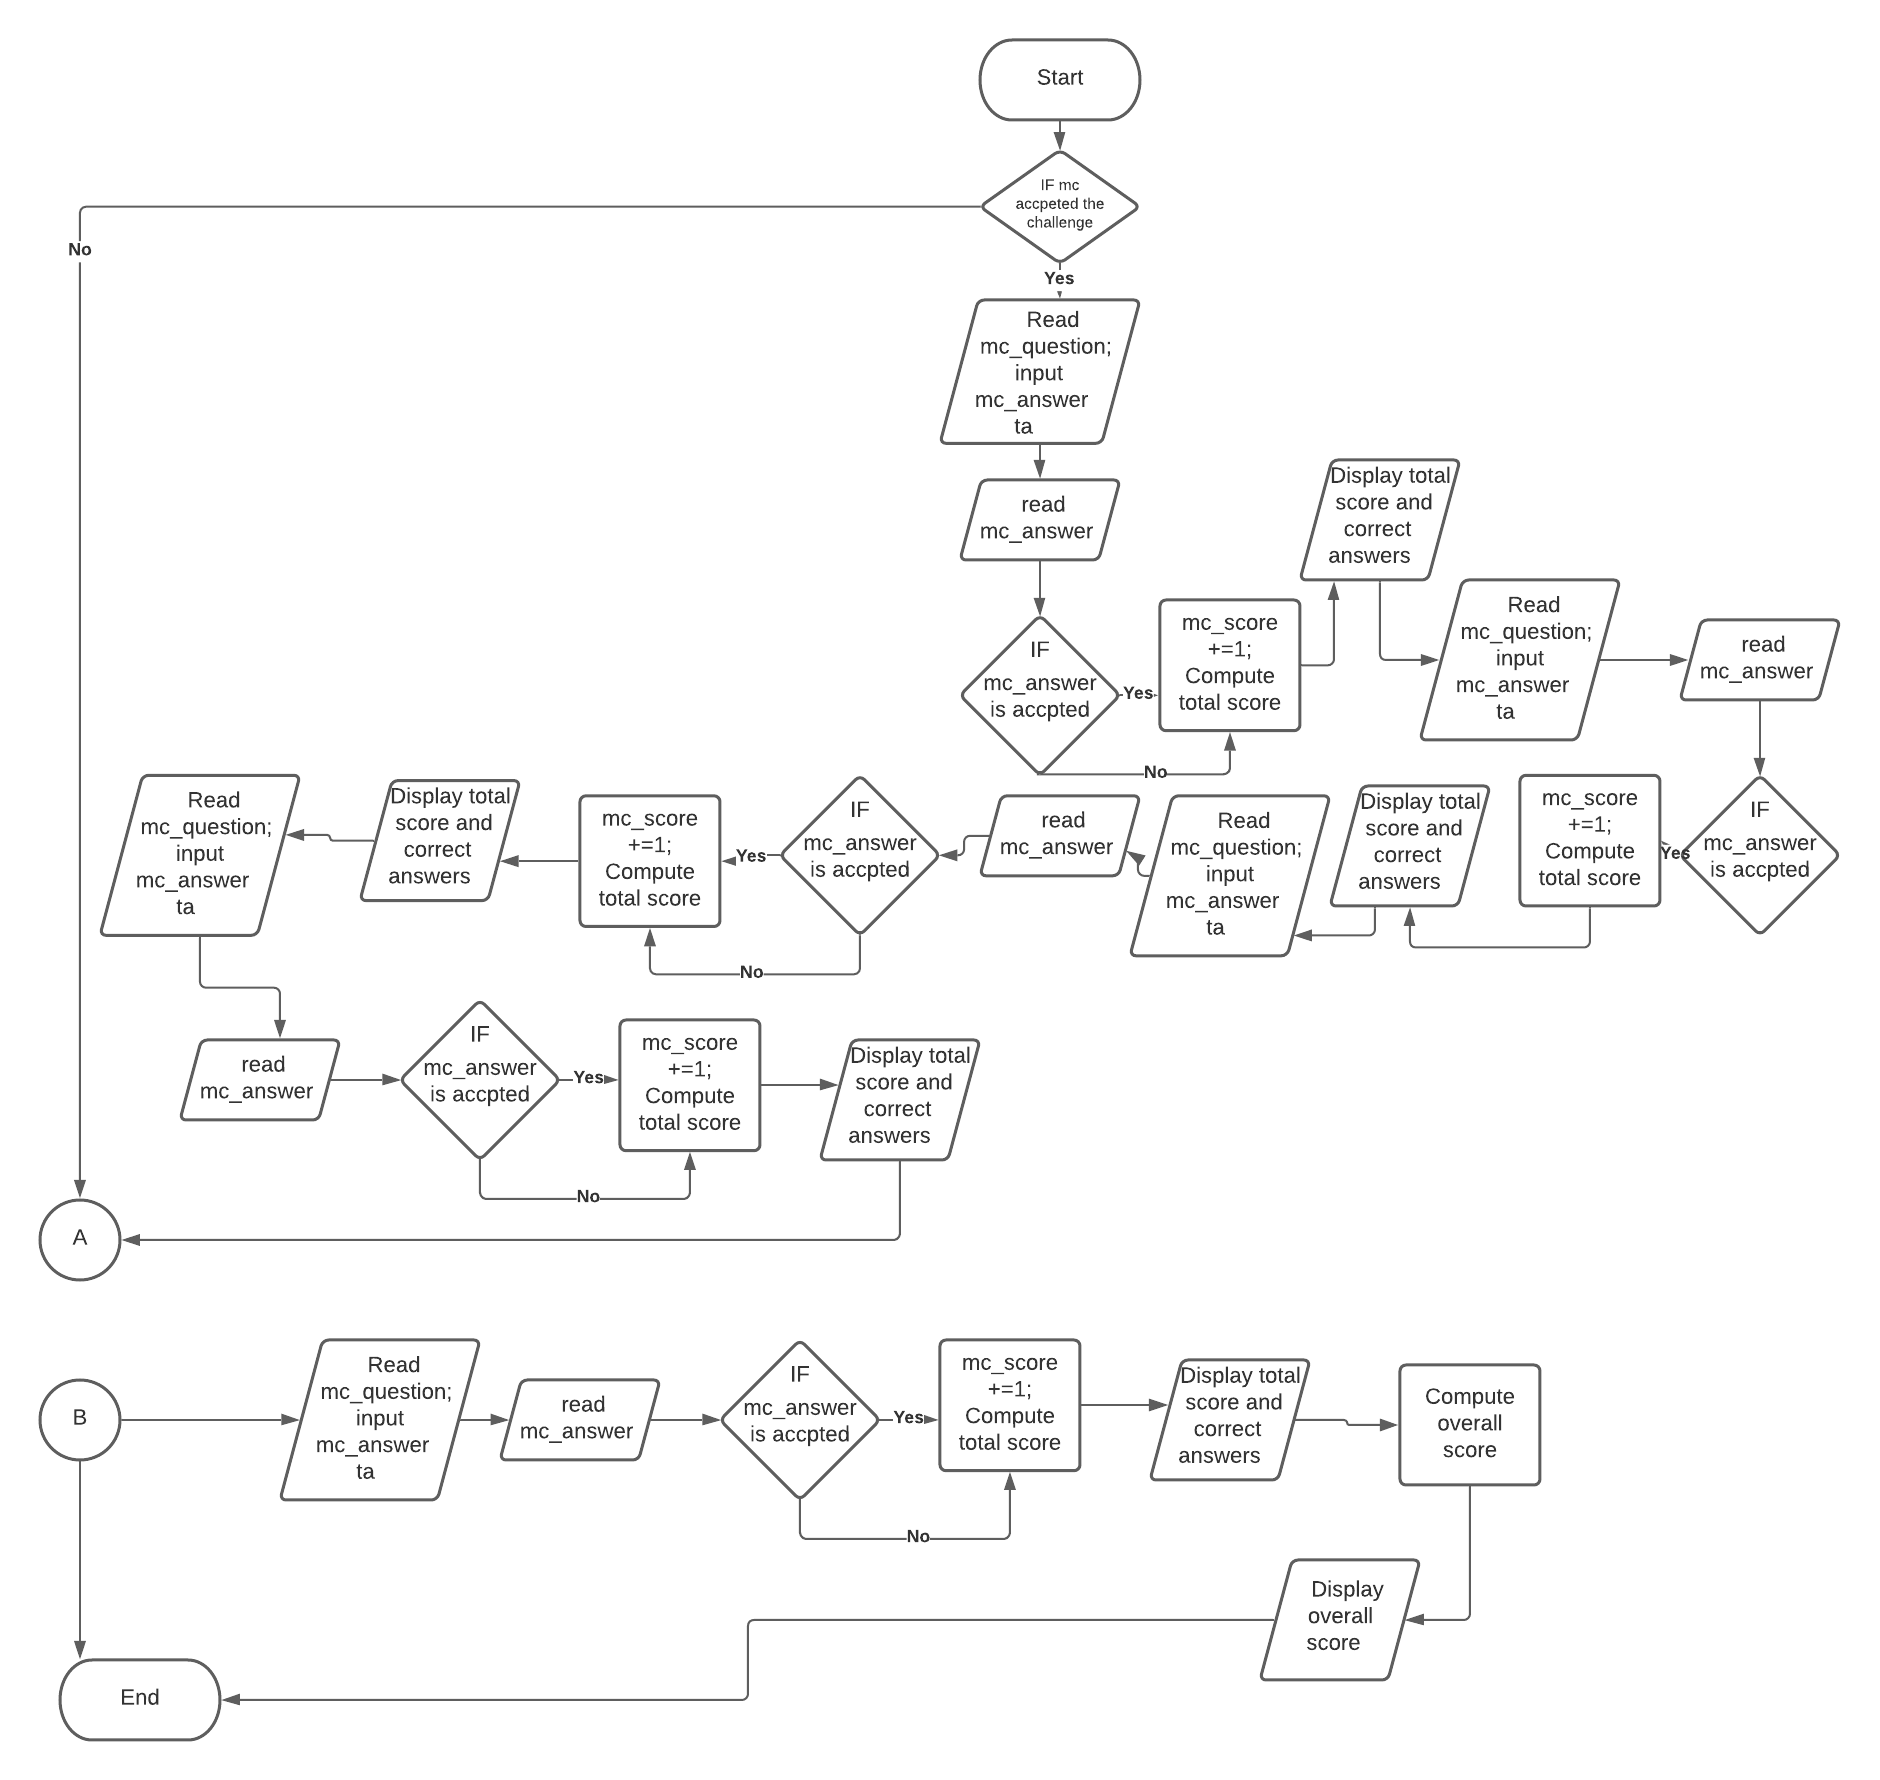 Start
IF mc
accpeted the
challenge
No
Yes
Read
mc_question;
input
mc_answer
ta
read
mc_answer
IF
mc_answer
is accpted
Yes
No
mc_score
+=1;
Compute
total score
Display total
score and
correct
answers
Read
mc_question;
input
mc_answer
ta
read
mc_answer
IF
mc_answer
is accpted
Yes
mc_score
+=1;
Compute
total score
Display total
score and
correct
answers
Read
mc_question;
input
mc_answer
ta
read
mc_answer
IF
mc_answer
is accpted
Yes
No
mc_score
+=1;
Compute
total score
Display total
score and
correct
answers
Read
mc_question;
input
mc_answer
ta
read
mc_answer
IF
mc_answer
is accpted
Yes
No
mc_score
+=1;
Compute
total score
Display total
score and
correct
answers
A
B
Read
mc_question;
input
mc_answer
ta
read
mc_answer
IF
mc_answer
is accpted
Yes
No
mc_score
+=1;
Compute
total score
Display total
score and
correct
answers
Compute
overall
score
Display
overall
score
End